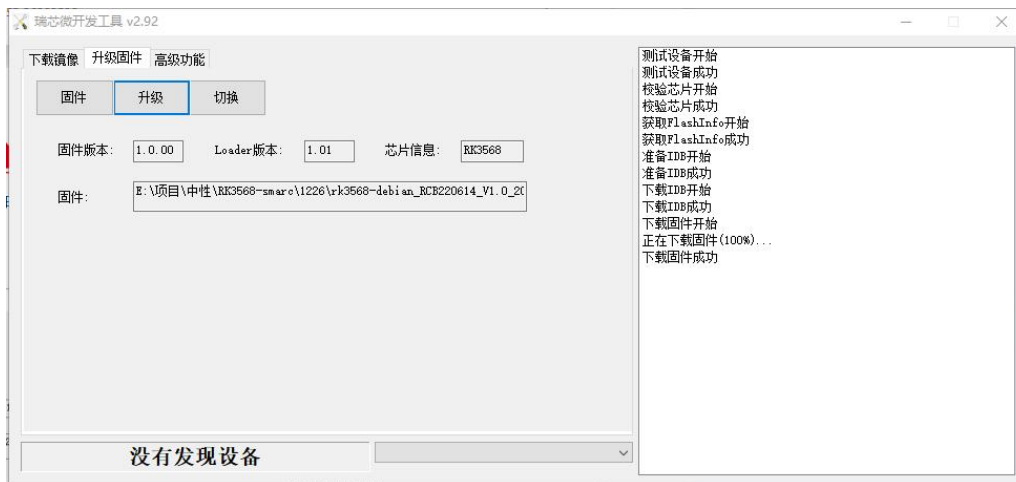 瑞芯微开发工具 v2.92
下载镜像 升级固件 高级功能
固件 升级 切换
固件版本: 1.0.00 Loader版本: 1.01 芯片信息: RK3568
固件: E:\项目\中性\RK3568-smarc\1226\rk3568-debian_RCB220614_V1.0_20
没有发现设备
测试设备开始
测试设备成功
校验芯片开始
校验芯片成功
获取FlashInfo开始
获取FlashInfo成功
准备IDB开始
准备IDB成功
下载IDB开始
下载IDB成功
下载固件开始
正在下载固件(100%)...
下载固件成功